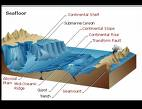 Seafloor
Continental Shelf
Submarine Canyon
Continental Slope
Continental Rise
Transform Fault
Abyssal
Plain
Mid-Oceanic
Ridge
Guyot
Trench
Seamount